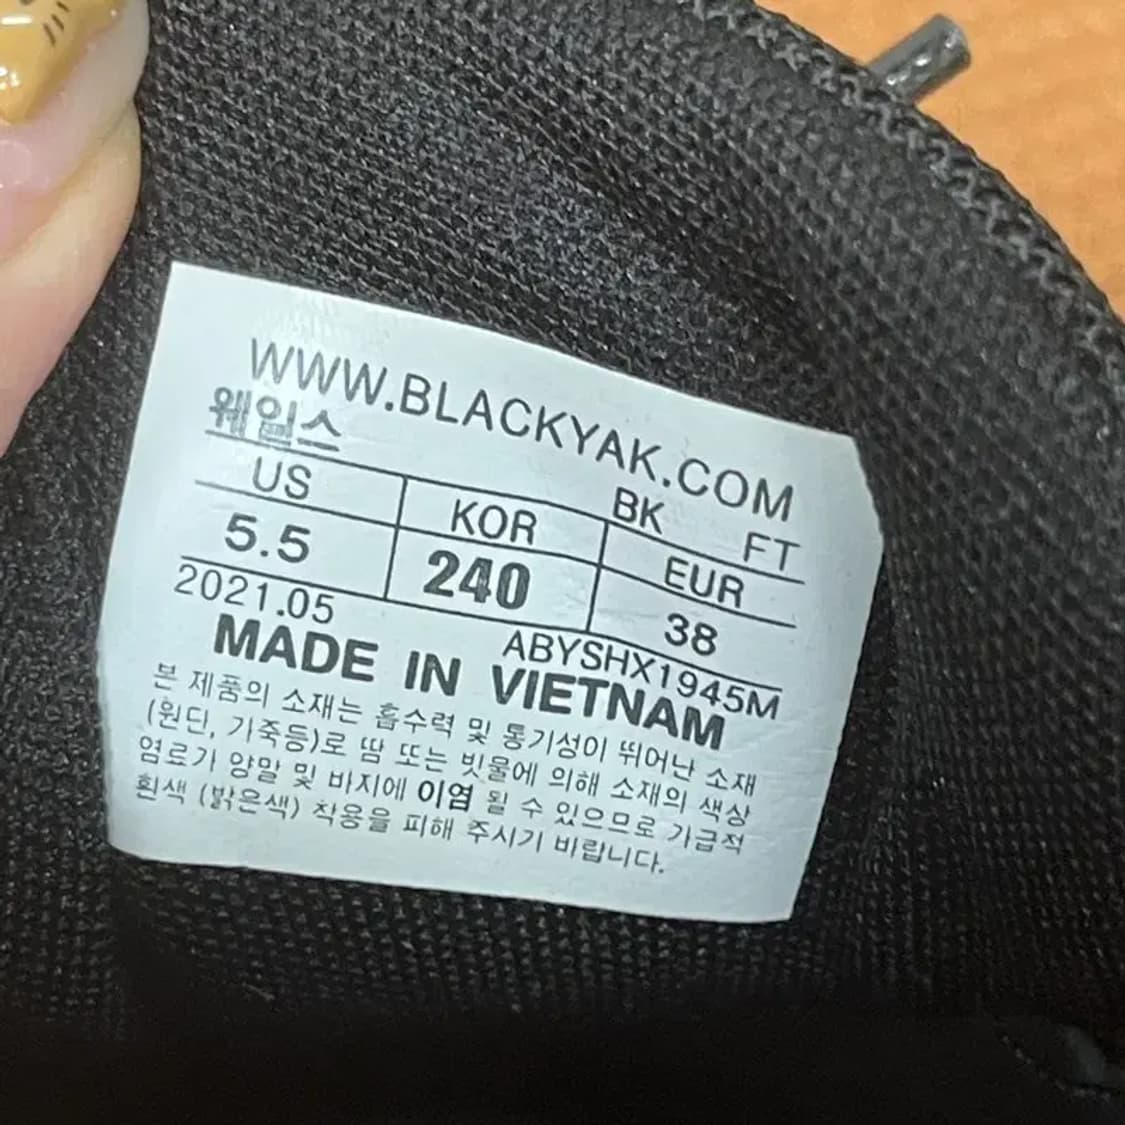 WWW.BLACKYAK.COM
웨일스 BK FT
US KOR EUR
5.5 240 38
2021.05 ABYSHX1945M
MADE IN VIETNAM
본 제품의 소재는 흡수력 및 통기성이 뛰어난 소재
(원딘, 가죽등)로 땀 또는 빗물에 의해 소재의 색상
염료가 양말 및 바지에 이염 될 수 있으므로 가급적
흰색 (밝은색) 착용을 피해 주시기 바랍니다.